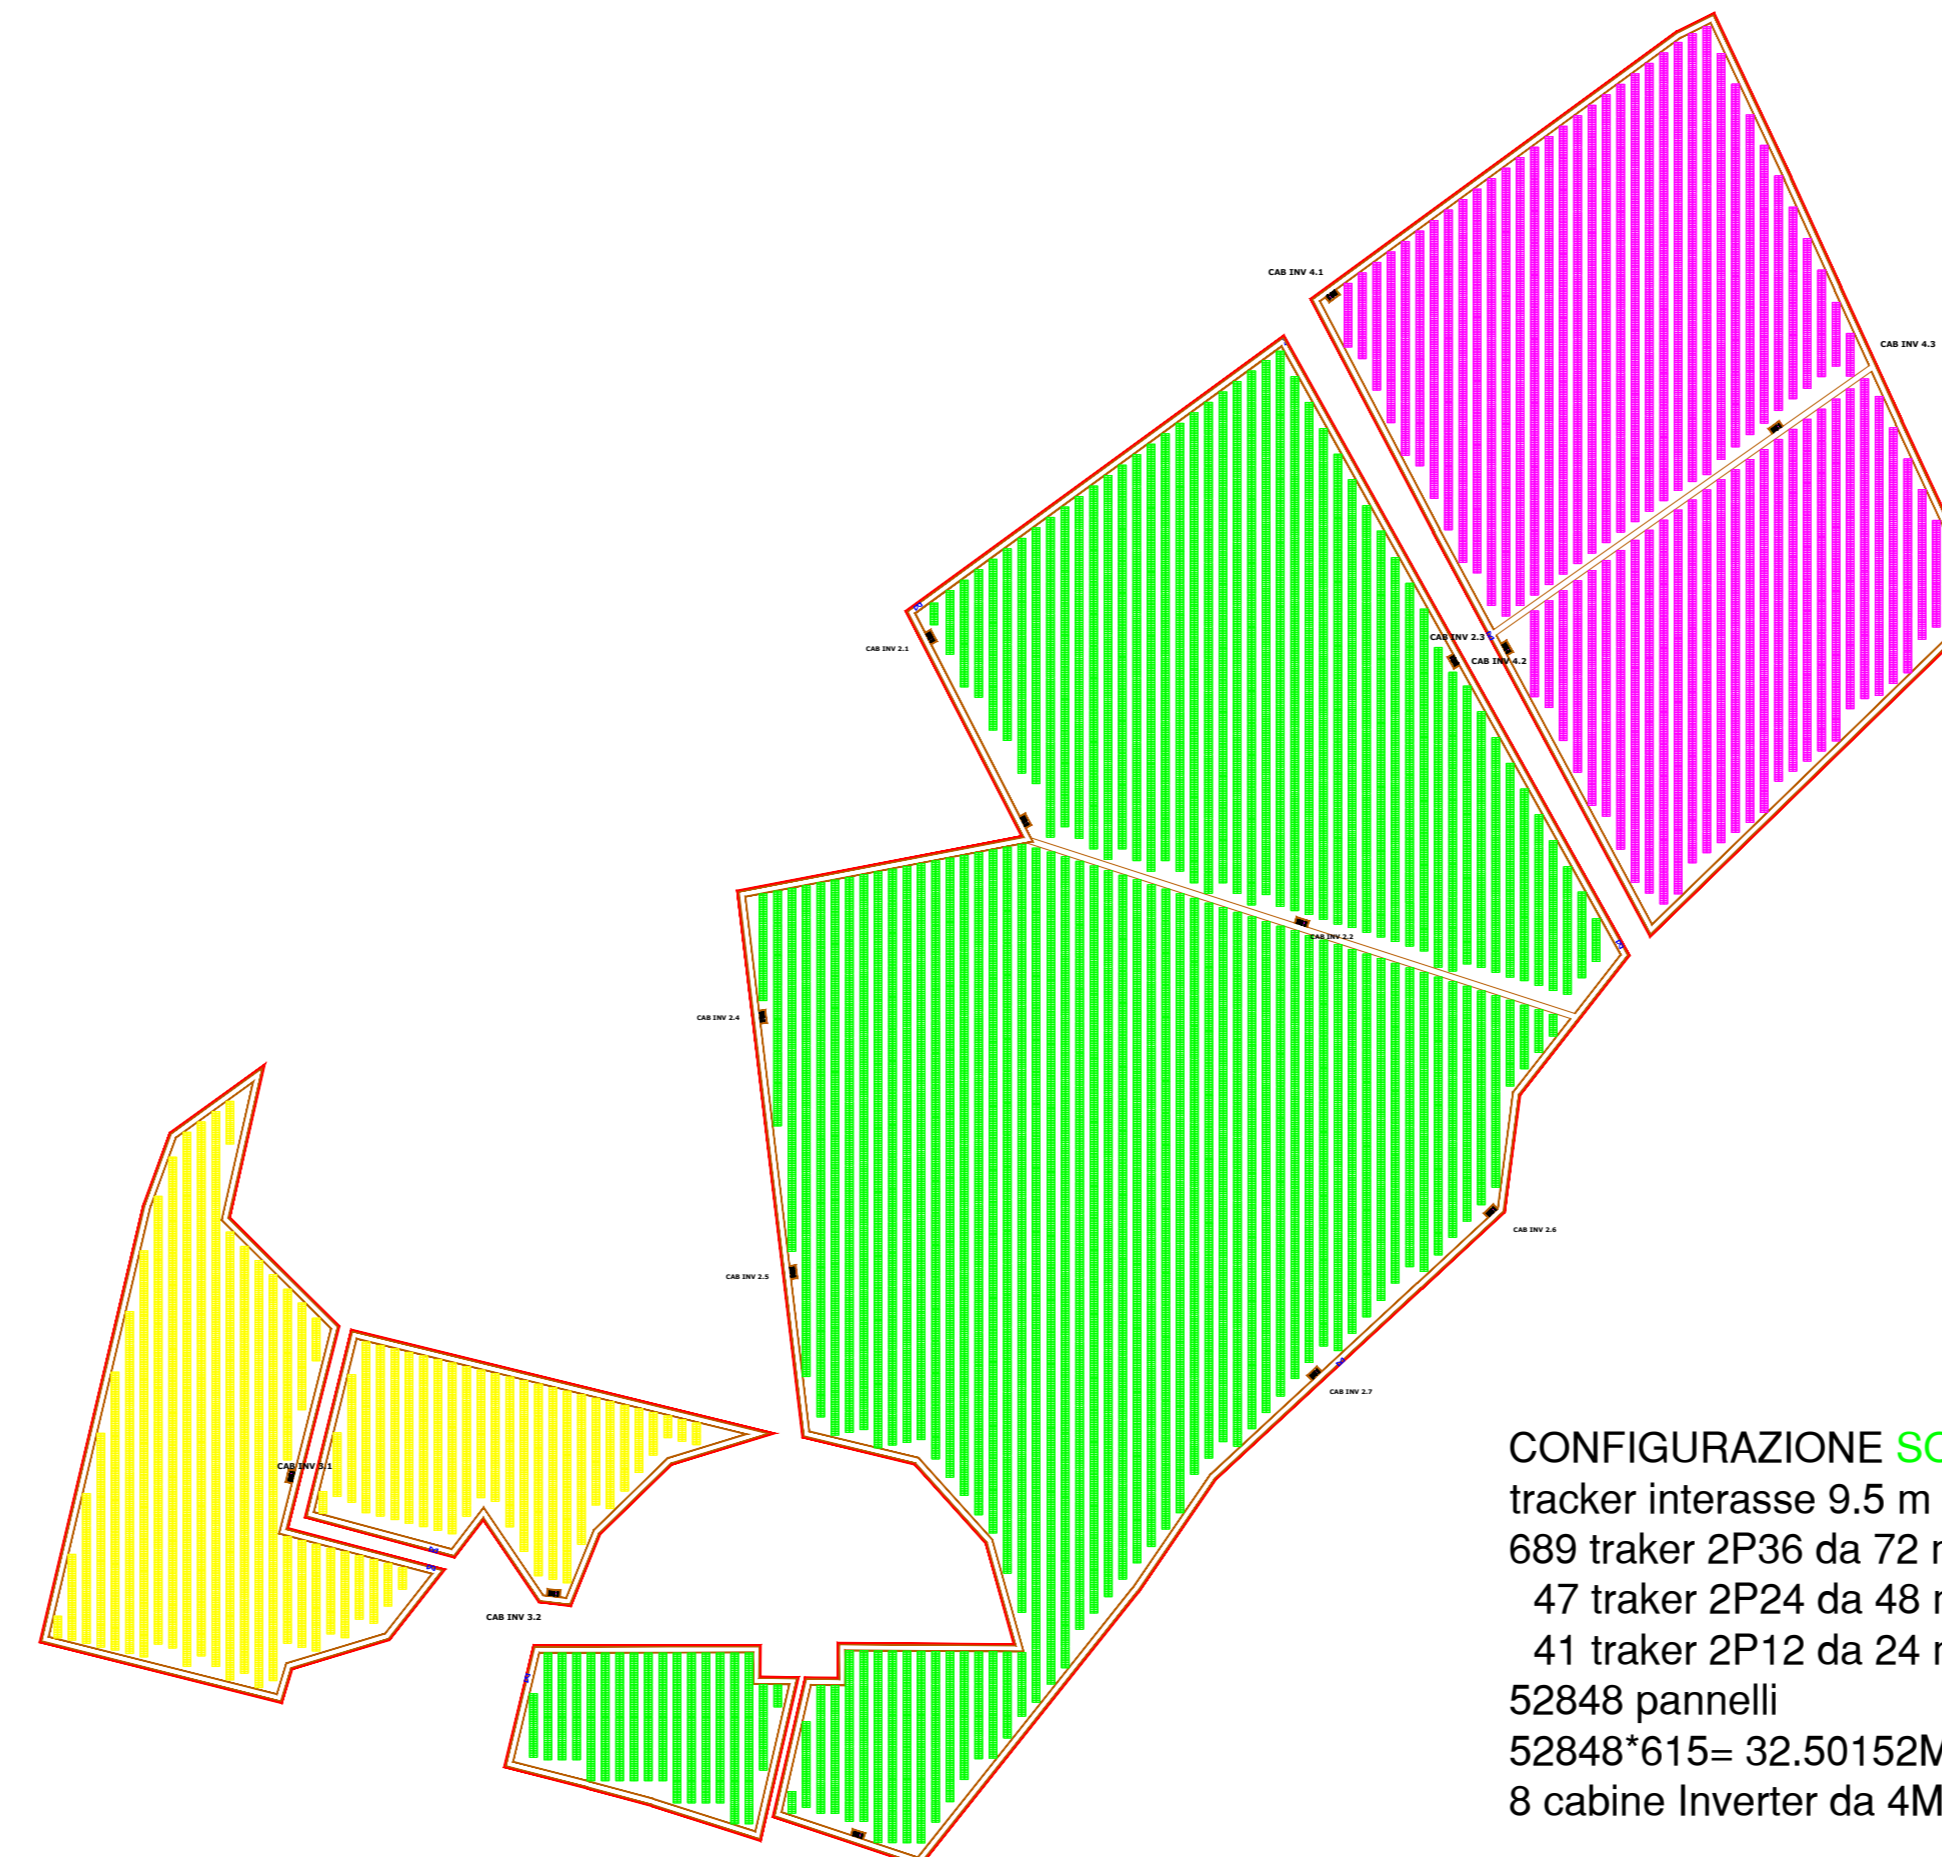 CAB INV 4.1
CAB INV 4.3
CAB INV 2.3
CAB INV 2.1
CAB INV 4.2
CAB INV 2.2
CAB INV 2.4
CAB INV 2.6
CAB INV 2.5
CAB INV 2.7
CAB INV 3.1
CAB INV 3.2
CONFIGURAZIONE
tracker interasse 9.5 m
689 traker 2P36 da 72
47 traker 2P24 da 48
41 traker 2P12 da 24
52848 pannelli
52848*615= 32.50152M
8 cabine Inverter da 4M